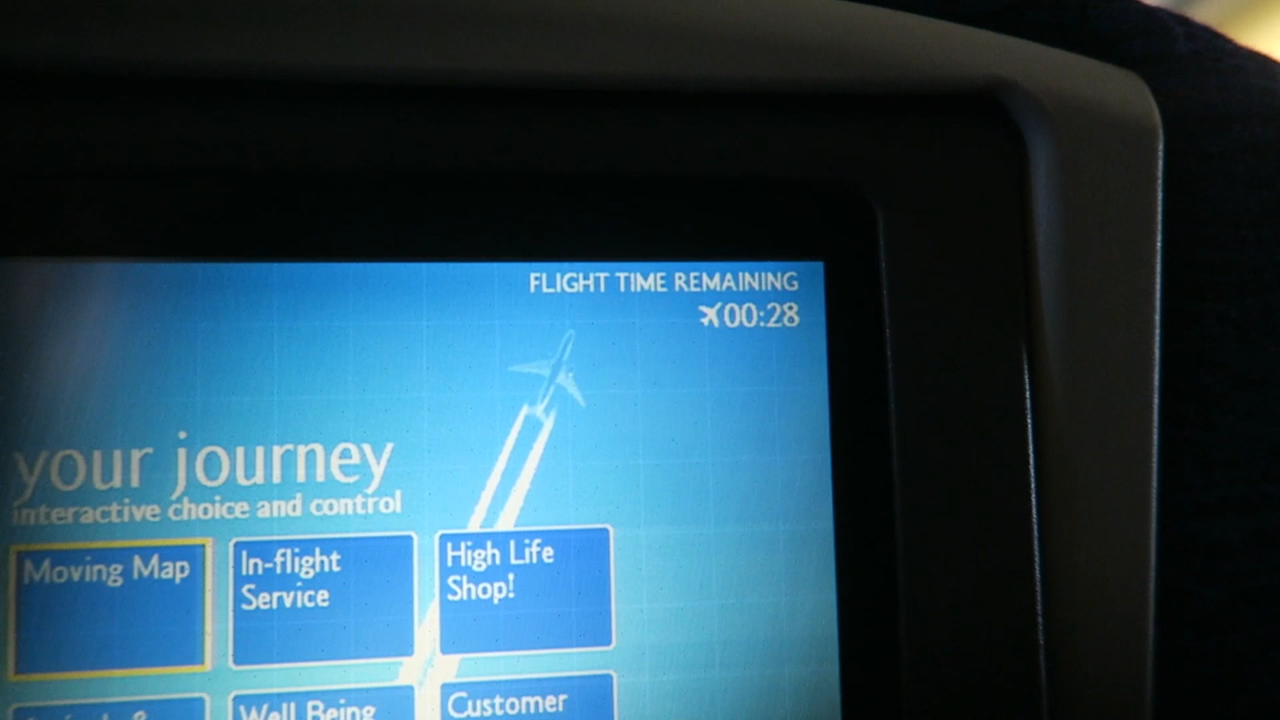 FLIGHT TIME REMAINING
00:28
your journey
interactive choice and control
Moving Map
In-flight
Service
High Life
Shop!
Well Being
Customer